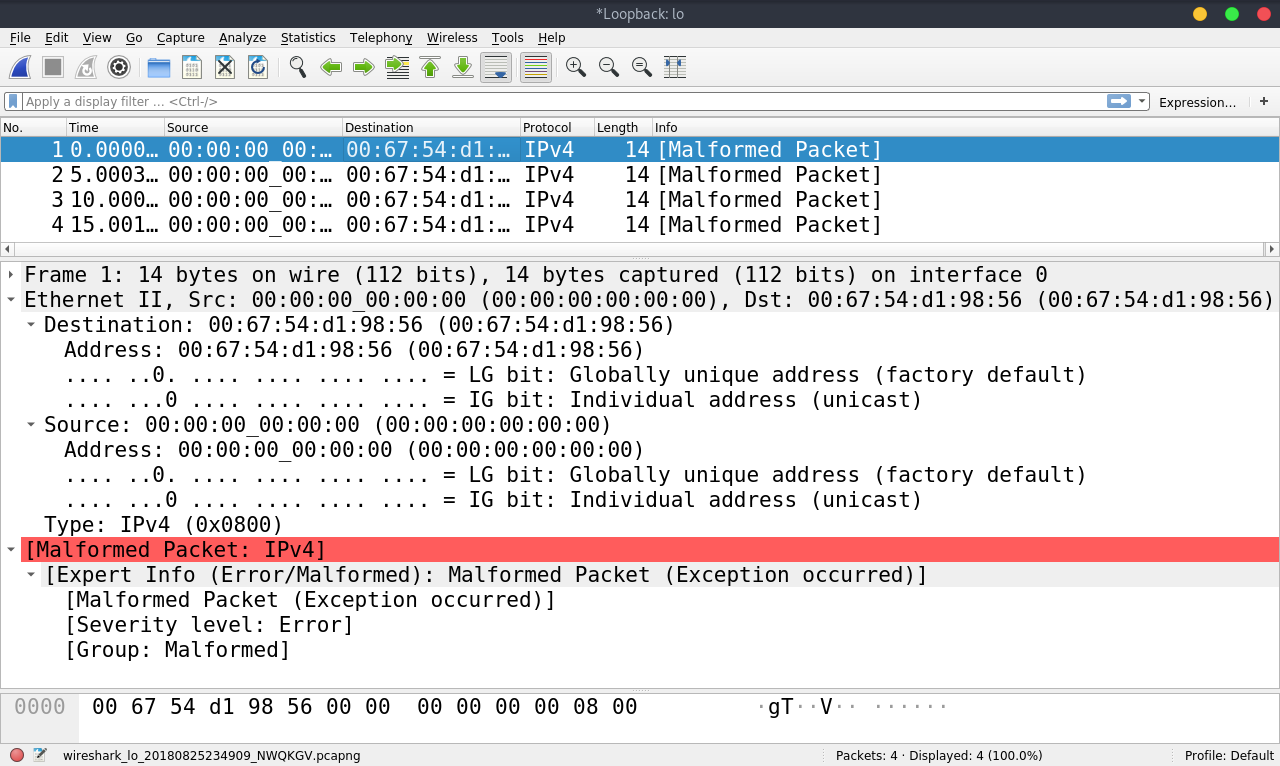 *Loopback: lo
File Edit View Go Capture Analyze Statistics Telephony Wireless Tools Help
Apply a display filter ... <Ctrl-/> Expression... +
No. Time Source Destination Protocol Length Info
1 0.0000… 00:00:00_00:… 00:67:54:d1:… IPv4 14 [Malformed Packet]
2 5.0003… 00:00:00_00:… 00:67:54:d1:… IPv4 14 [Malformed Packet]
3 10.000… 00:00:00_00:… 00:67:54:d1:… IPv4 14 [Malformed Packet]
4 15.001… 00:00:00_00:… 00:67:54:d1:… IPv4 14 [Malformed Packet]
Frame 1: 14 bytes on wire (112 bits), 14 bytes captured (112 bits) on interface 0
Ethernet II, Src: 00:00:00_00:00:00 (00:00:00:00:00:00), Dst: 00:67:54:d1:98:56 (00:67:54:d1:98:56)
Destination: 00:67:54:d1:98:56 (00:67:54:d1:98:56)
Address: 00:67:54:d1:98:56 (00:67:54:d1:98:56)
.... ..0. .... .... .... .... = LG bit: Globally unique address (factory default)
.... ...0 .... .... .... .... = IG bit: Individual address (unicast)
Source: 00:00:00_00:00:00 (00:00:00:00:00:00)
Address: 00:00:00_00:00:00 (00:00:00:00:00:00)
.... ..0. .... .... .... .... = LG bit: Globally unique address (factory default)
.... ...0 .... .... .... .... = IG bit: Individual address (unicast)
Type: IPv4 (0x0800)
[Malformed Packet: IPv4]
[Expert Info (Error/Malformed): Malformed Packet (Exception occurred)]
[Malformed Packet (Exception occurred)]
[Severity level: Error]
[Group: Malformed]
0000 00 67 54 d1 98 56 00 00 00 00 00 00 08 00 ·gT··V·· ······
wireshark_lo_20180825234909_NWQKGV.pcapng Packets: 4 · Displayed: 4 (100.0%) Profile: Default